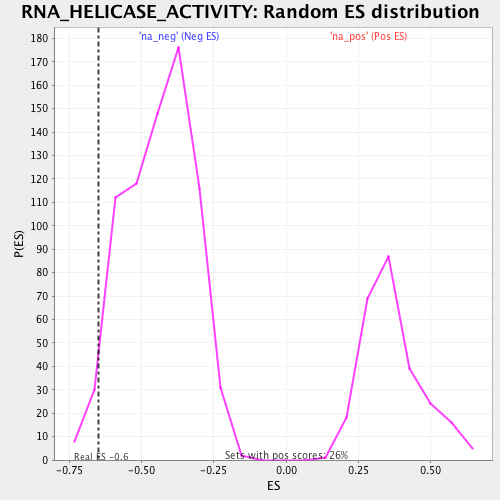 RNA_HELICASE_ACTIVITY: Random ES distribution
'na_neg' (Neg ES)
'na_pos' (Pos ES)
180
170
160
150
140
130
120
110
100
90
80
70
60
50
40
30
20
10
0
P(ES)
Real ES -0.6
Sets with pos scores: 26%
-0.75 -0.50 -0.25 0.00 0.25 0.50
ES